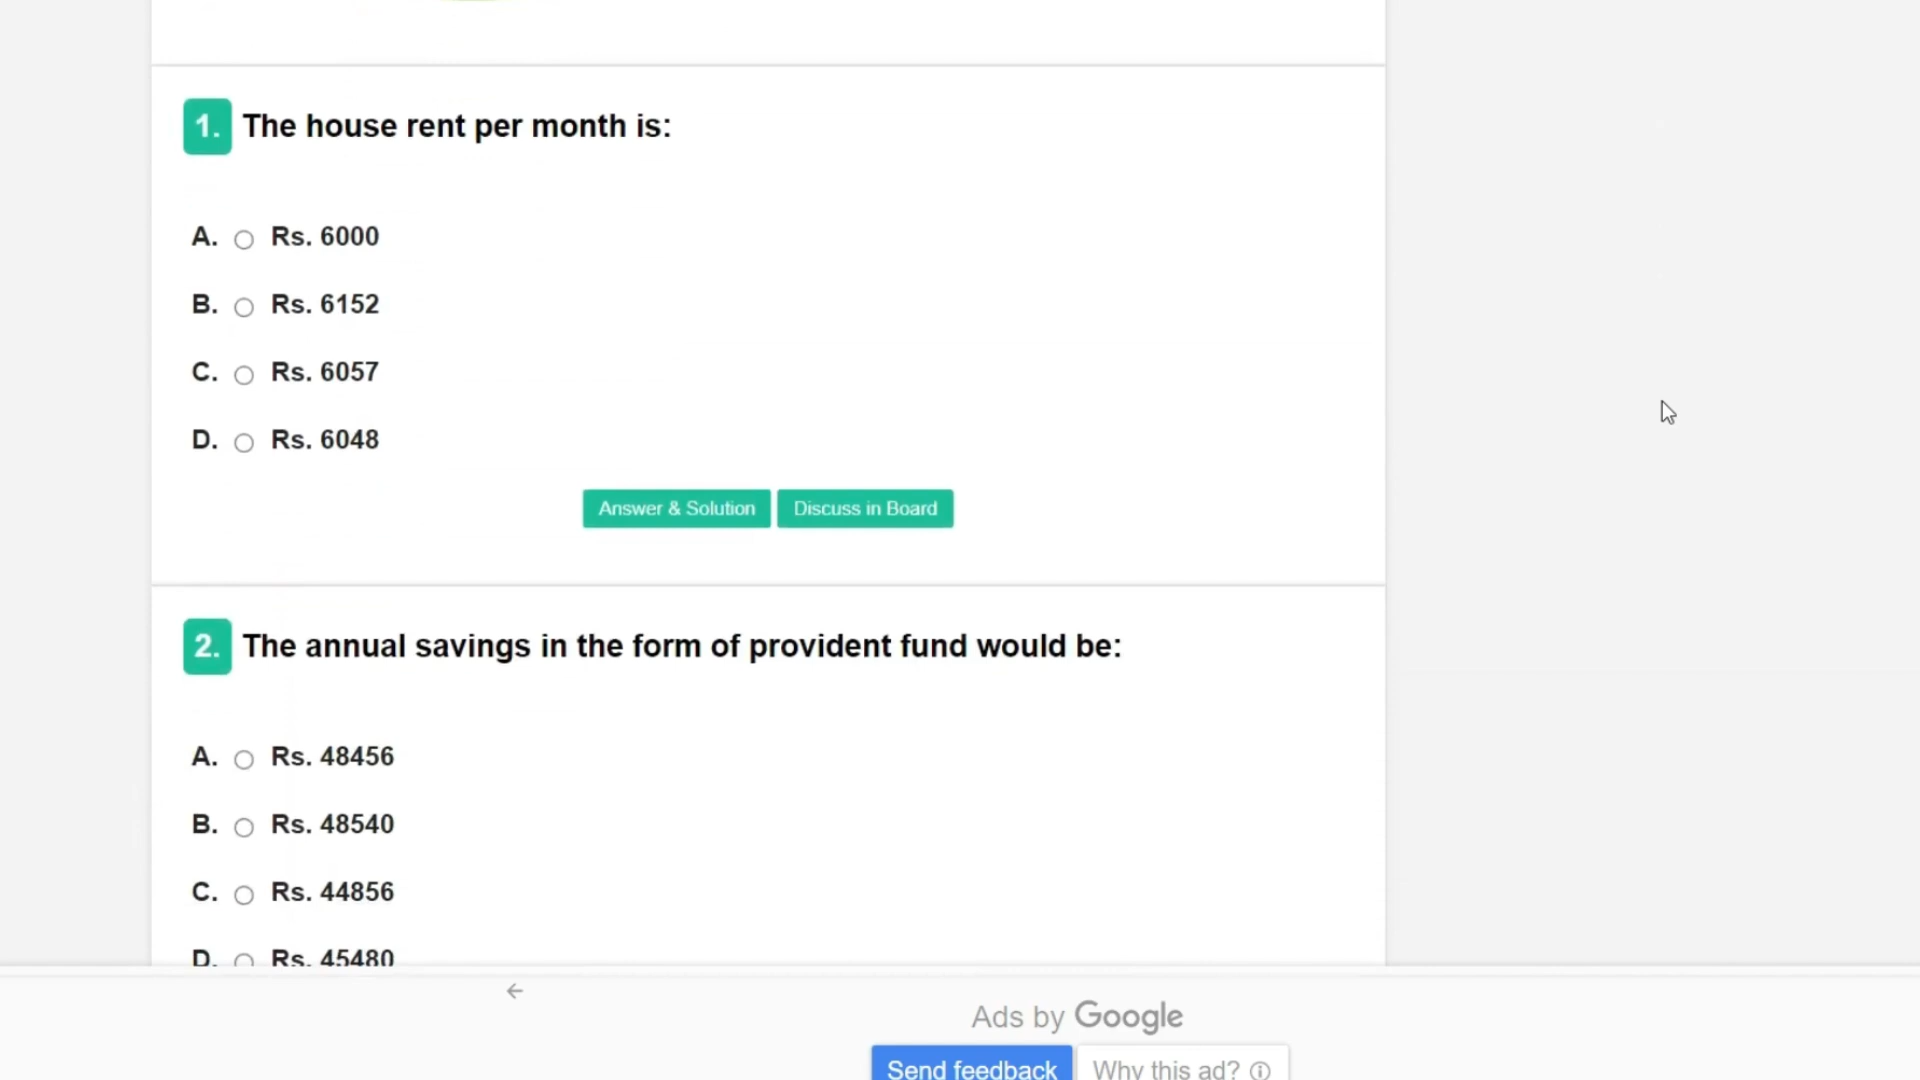 1. The house rent per month is:
A. Rs. 6000
B. Rs. 6152
C. Rs. 6057
D. Rs. 6048
Answer & Solution Discuss in Board
2. The annual savings in the form of provident fund would be:
A. Rs. 48456
B. Rs. 48540
C. Rs. 44856
D. Rs. 45480
Ads by Google
Send feedback Why this ad?